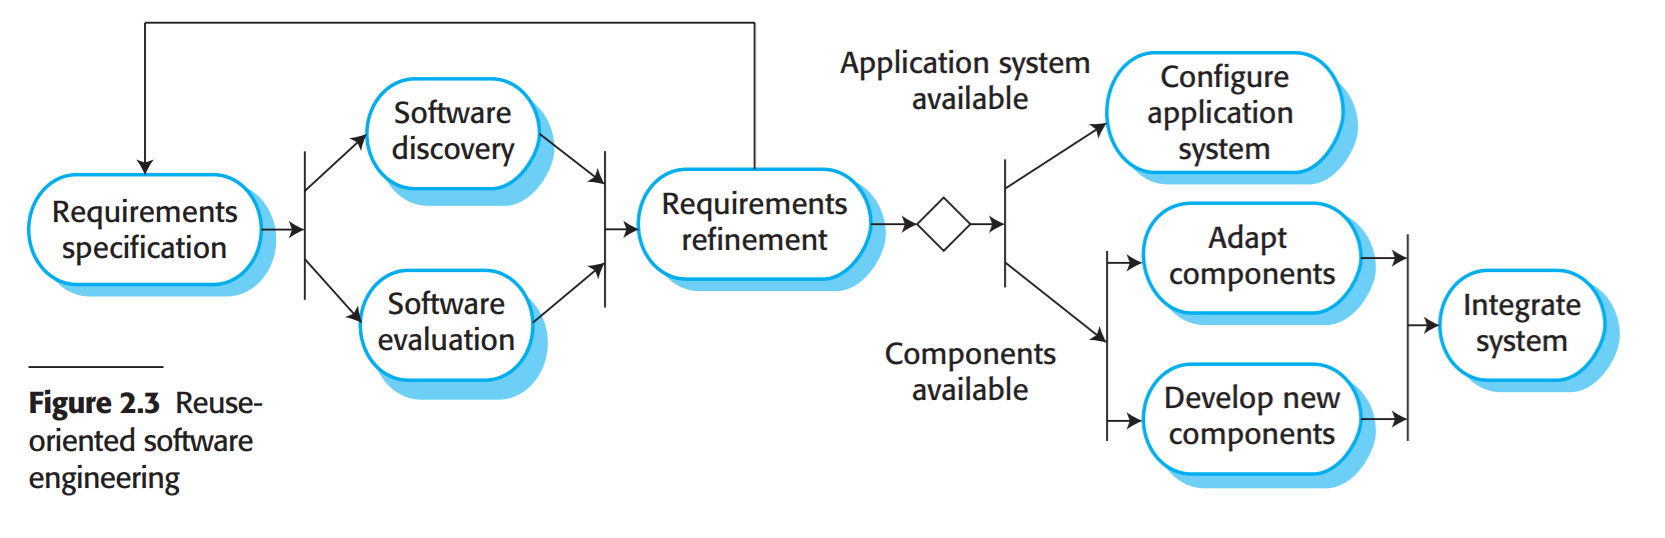 Requirements
specification
Software
discovery
Software
evaluation
Requirements
refinement
Application system
available
Components
available
Configure
application
system
Adapt
components
Develop new
components
Integrate
system
Figure 2.3 Reuse-
oriented software
engineering